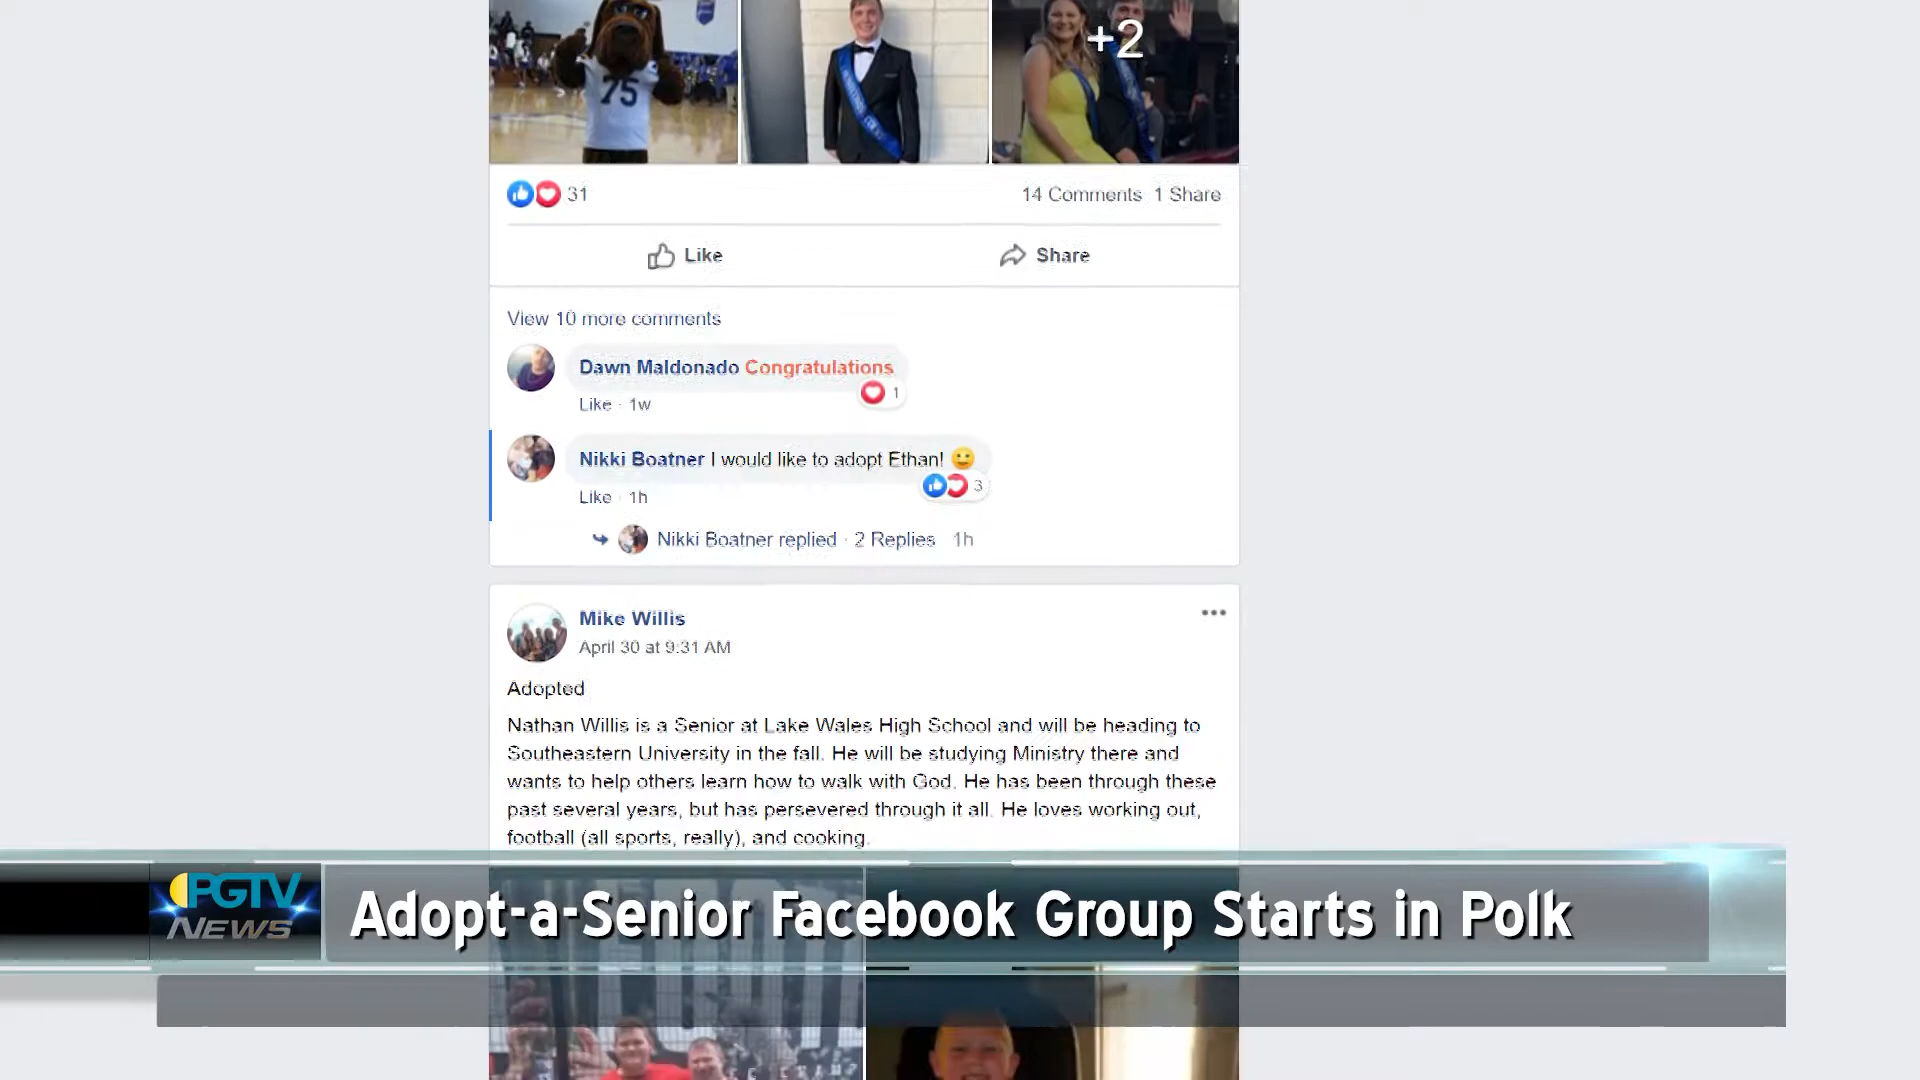 +2
75
31
14 Comments 1 Share
Like
Share
View 10 more comments
Dawn Maldonado Congratulations
1
Like · 1w
Nikki Boatner I would like to adopt Ethan!
3
Like · 1h
Nikki Boatner replied · 2 Replies 1h
Mike Willis
April 30 at 9:31 AM
Adopted
Nathan Willis is a Senior at Lake Wales High School and will be heading to
Southeastern University in the fall. He will be studying Ministry there and
wants to help others learn how to walk with God. He has been through these
past several years, but has persevered through it all. He loves working out,
football (all sports, really), and cooking.
PGTV
NEWS
Adopt-a-Senior Facebook Group Starts in Polk